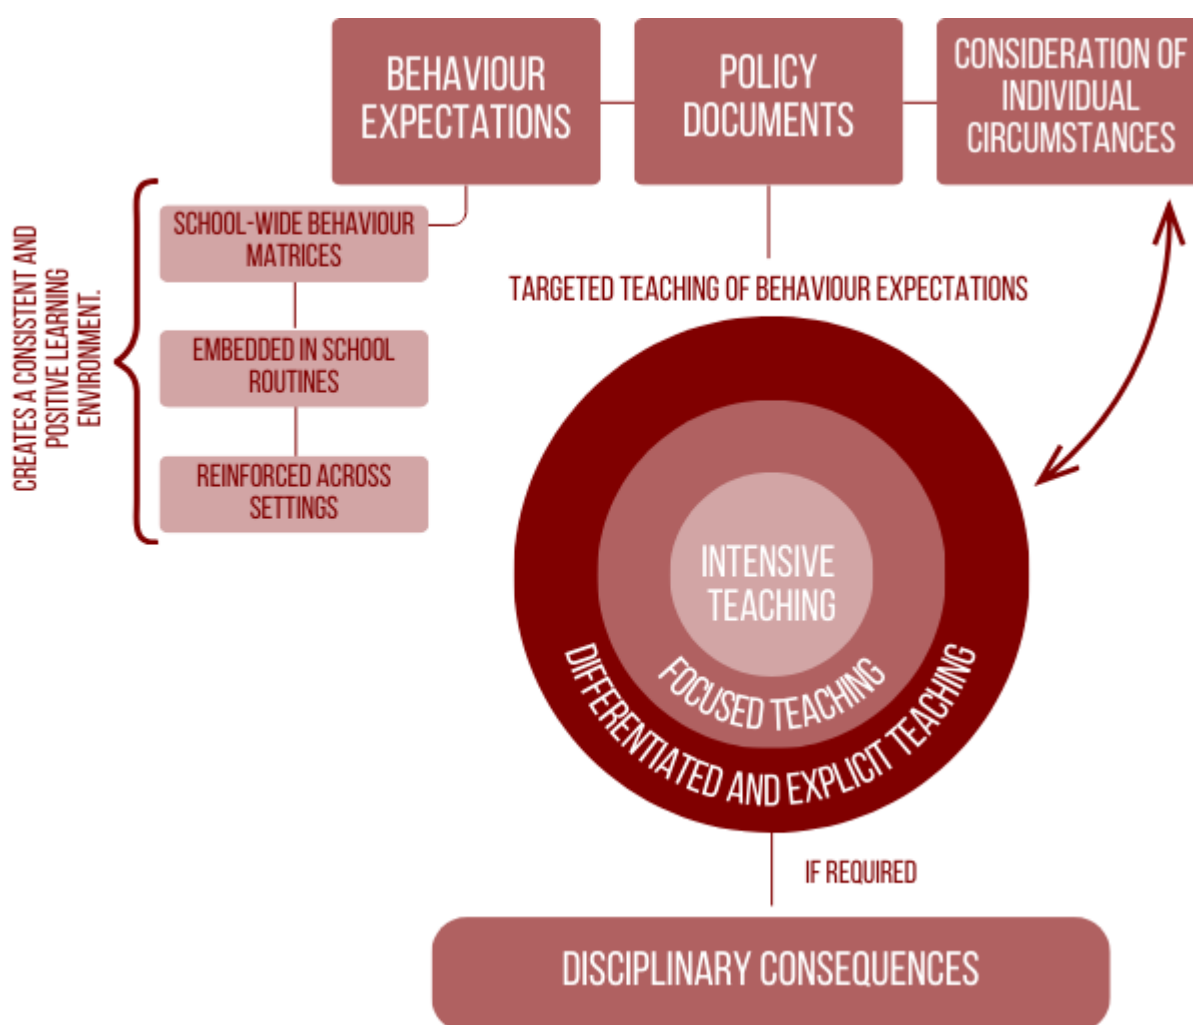 BEHAVIOUR
EXPECTATIONS
POLICY
DOCUMENTS
CONSIDERATION OF
INDIVIDUAL
CIRCUMSTANCES
CREATES A CONSISTENT AND
POSITIVE LEARNING
ENVIRONMENT.
SCHOOL-WIDE BEHAVIOUR
MATRICES
EMBEDDED IN SCHOOL
ROUTINES
REINFORCED ACROSS
SETTINGS
TARGETED TEACHING OF BEHAVIOUR EXPECTATIONS
INTENSIVE
TEACHING
FOCUSED TEACHING
DIFFERENTIATED AND EXPLICIT TEACHING
IF REQUIRED
DISCIPLINARY CONSEQUENCES